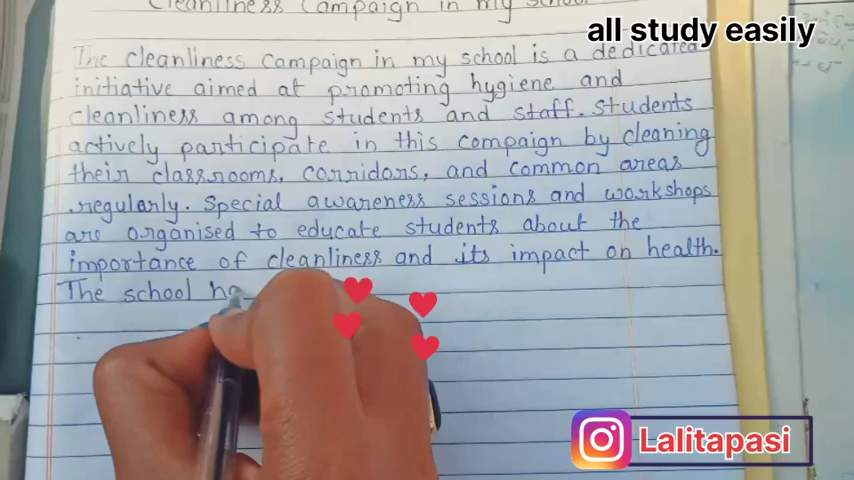 Cleanliness Campaign in my school
all study easily
The cleanliness campaign in my school is a dedicated
initiative aimed at promoting hygiene and
cleanliness among students and staff. Students
actively participate in this campaign by cleaning
their classrooms, corridors, and common areas
regularly. Special awareness sessions and workshops
are organised to educate students about the
importance of cleanliness and its impact on health.
The school ha
Lalitapasi